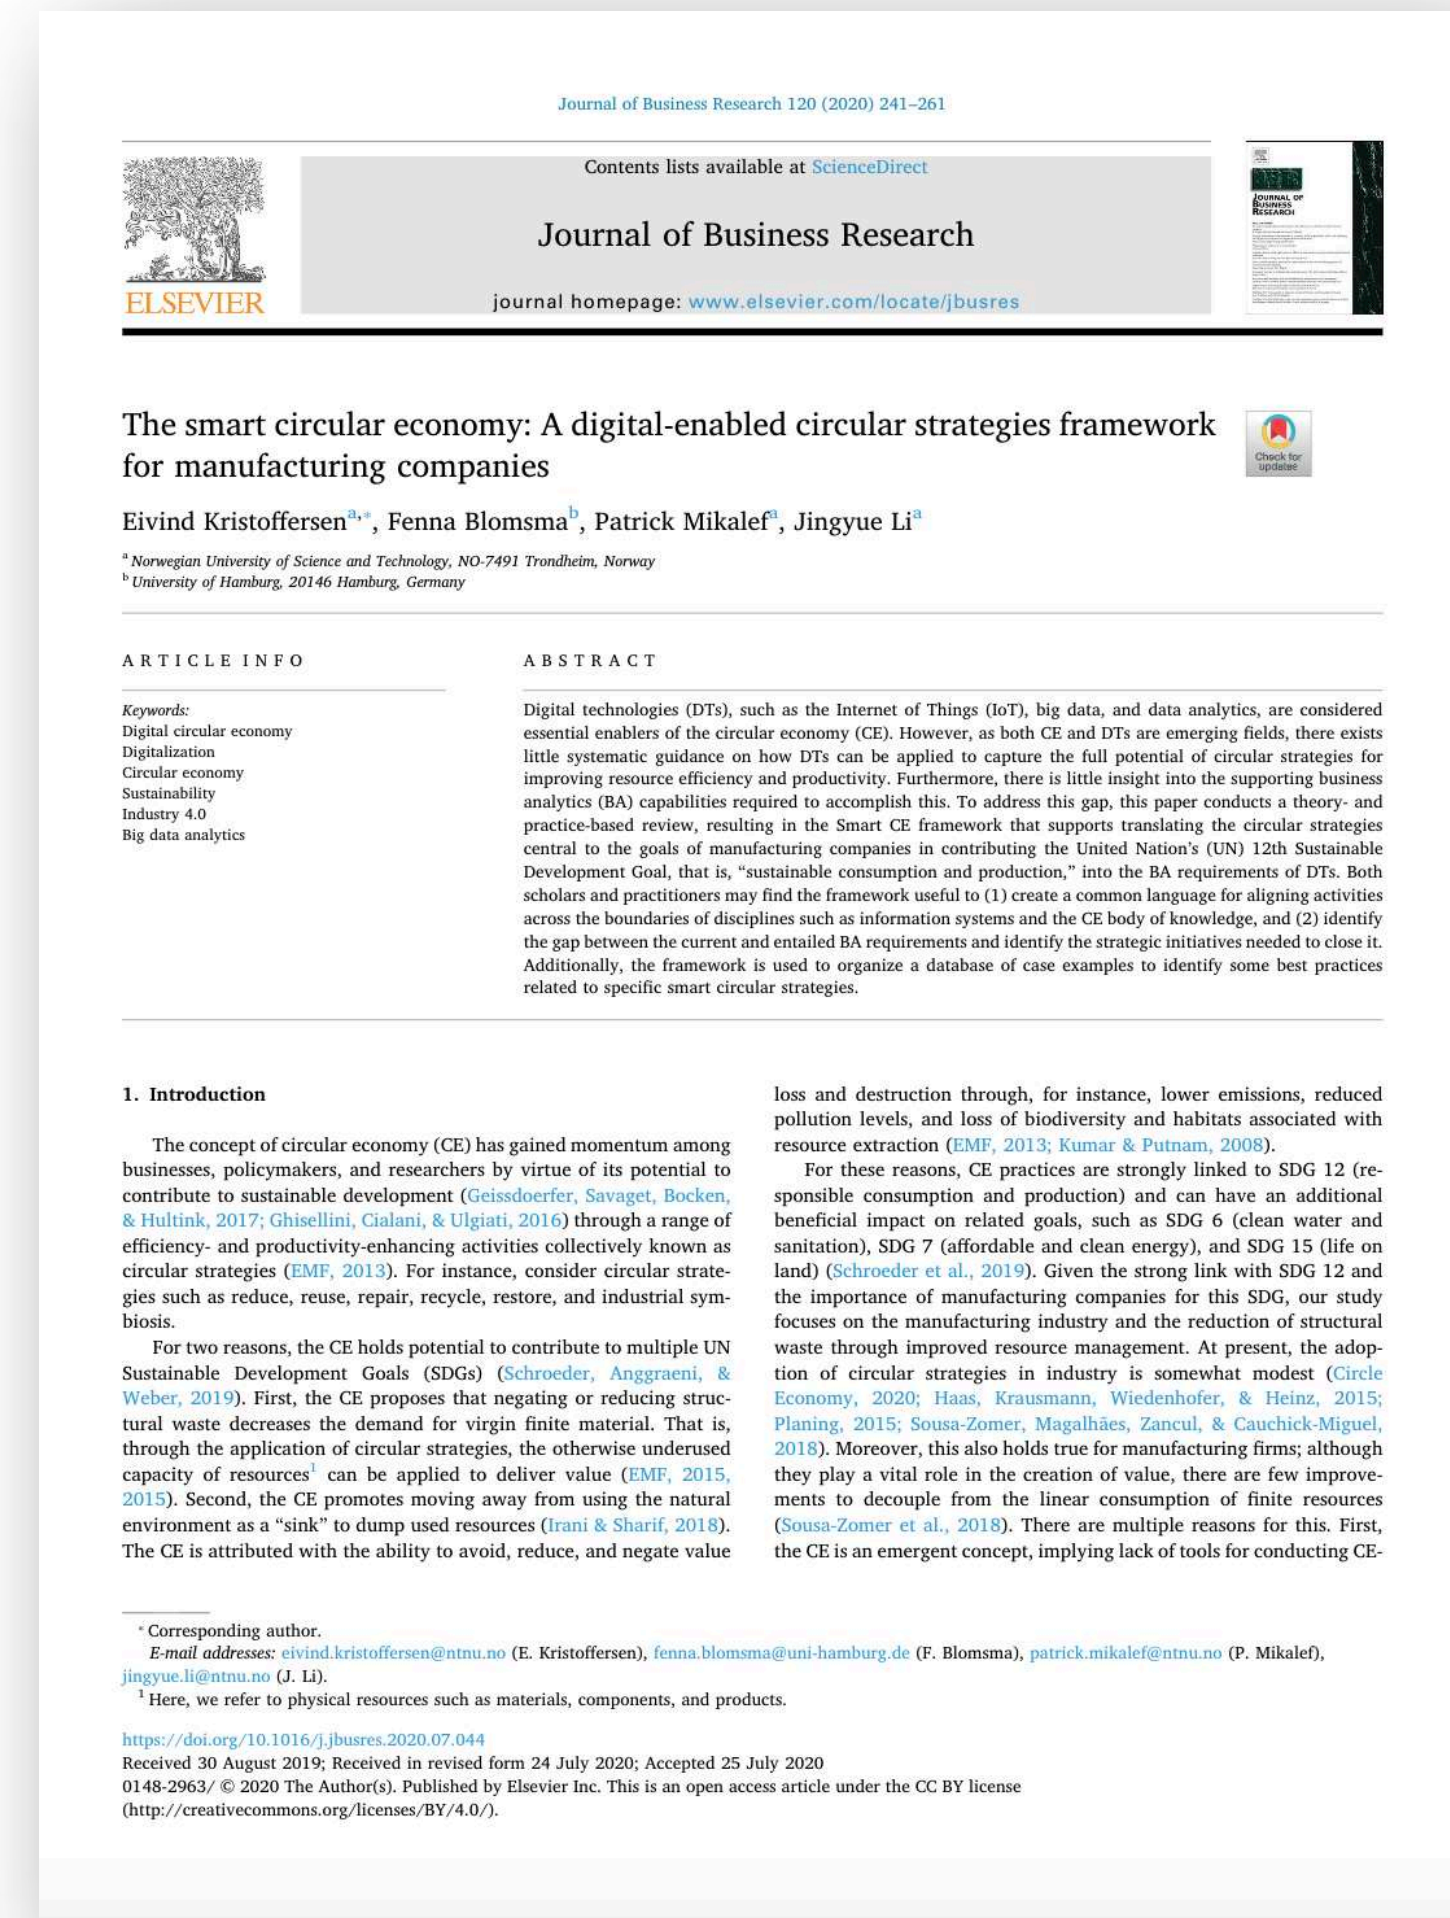 Journal of Business Research 120 (2020) 241–261
Contents lists available at ScienceDirect
Journal of Business Research
journal homepage: www.elsevier.com/locate/jbusres
ELSEVIER
JOURNAL OF
BUSINESS
RESEARCH
The smart circular economy: A digital-enabled circular strategies framework
for manufacturing companies
Check for
updates
Eivind Kristoffersenᵃ,*, Fenna Blomsmaᵇ, Patrick Mikalefᵃ, Jingyue Liᵃ
ᵃ Norwegian University of Science and Technology, NO-7491 Trondheim, Norway
ᵇ University of Hamburg, 20146 Hamburg, Germany
ARTICLE INFO
Keywords:
Digital circular economy
Digitalization
Circular economy
Sustainability
Industry 4.0
Big data analytics
ABSTRACT
Digital technologies (DTs), such as the Internet of Things (IoT), big data, and data analytics, are considered
essential enablers of the circular economy (CE). However, as both CE and DTs are emerging fields, there exists
little systematic guidance on how DTs can be applied to capture the full potential of circular strategies for
improving resource efficiency and productivity. Furthermore, there is little insight into the supporting business
analytics (BA) capabilities required to accomplish this. To address this gap, this paper conducts a theory- and
practice-based review, resulting in the Smart CE framework that supports translating the circular strategies
central to the goals of manufacturing companies in contributing the United Nation's (UN) 12th Sustainable
Development Goal, that is, “sustainable consumption and production,” into the BA requirements of DTs. Both
scholars and practitioners may find the framework useful to (1) create a common language for aligning activities
across the boundaries of disciplines such as information systems and the CE body of knowledge, and (2) identify
the gap between the current and entailed BA requirements and identify the strategic initiatives needed to close it.
Additionally, the framework is used to organize a database of case examples to identify some best practices
related to specific smart circular strategies.
1. Introduction
The concept of circular economy (CE) has gained momentum among
businesses, policymakers, and researchers by virtue of its potential to
contribute to sustainable development (Geissdoerfer, Savaget, Bocken,
& Hultink, 2017; Ghisellini, Cialani, & Ulgiati, 2016) through a range of
efficiency- and productivity-enhancing activities collectively known as
circular strategies (EMF, 2013). For instance, consider circular strate-
gies such as reduce, reuse, repair, recycle, restore, and industrial sym-
biosis.
For two reasons, the CE holds potential to contribute to multiple UN
Sustainable Development Goals (SDGs) (Schroeder, Anggraeni, &
Weber, 2019). First, the CE proposes that negating or reducing struc-
tural waste decreases the demand for virgin finite material. That is,
through the application of circular strategies, the otherwise underused
capacity of resources¹ can be applied to deliver value (EMF, 2015,
2015). Second, the CE promotes moving away from using the natural
environment as a “sink” to dump used resources (Irani & Sharif, 2018).
The CE is attributed with the ability to avoid, reduce, and negate value
loss and destruction through, for instance, lower emissions, reduced
pollution levels, and loss of biodiversity and habitats associated with
resource extraction (EMF, 2013; Kumar & Putnam, 2008).
For these reasons, CE practices are strongly linked to SDG 12 (re-
sponsible consumption and production) and can have an additional
beneficial impact on related goals, such as SDG 6 (clean water and
sanitation), SDG 7 (affordable and clean energy), and SDG 15 (life on
land) (Schroeder et al., 2019). Given the strong link with SDG 12 and
the importance of manufacturing companies for this SDG, our study
focuses on the manufacturing industry and the reduction of structural
waste through improved resource management. At present, the adop-
tion of circular strategies in industry is somewhat modest (Circle
Economy, 2020; Haas, Krausmann, Wiedenhofer, & Heinz, 2015;
Planing, 2015; Sousa-Zomer, Magalhães, Zancul, & Cauchick-Miguel,
2018). Moreover, this also holds true for manufacturing firms; although
they play a vital role in the creation of value, there are few improve-
ments to decouple from the linear consumption of finite resources
(Sousa-Zomer et al., 2018). There are multiple reasons for this. First,
the CE is an emergent concept, implying lack of tools for conducting CE-
* Corresponding author.
E-mail addresses: eivind.kristoffersen@ntnu.no (E. Kristoffersen), fenna.blomsma@uni-hamburg.de (F. Blomsma), patrick.mikalef@ntnu.no (P. Mikalef),
jingyue.li@ntnu.no (J. Li).
¹ Here, we refer to physical resources such as materials, components, and products.
https://doi.org/10.1016/j.jbusres.2020.07.044
Received 30 August 2019; Received in revised form 24 July 2020; Accepted 25 July 2020
0148-2963/ © 2020 The Author(s). Published by Elsevier Inc. This is an open access article under the CC BY license
(http://creativecommons.org/licenses/BY/4.0/).